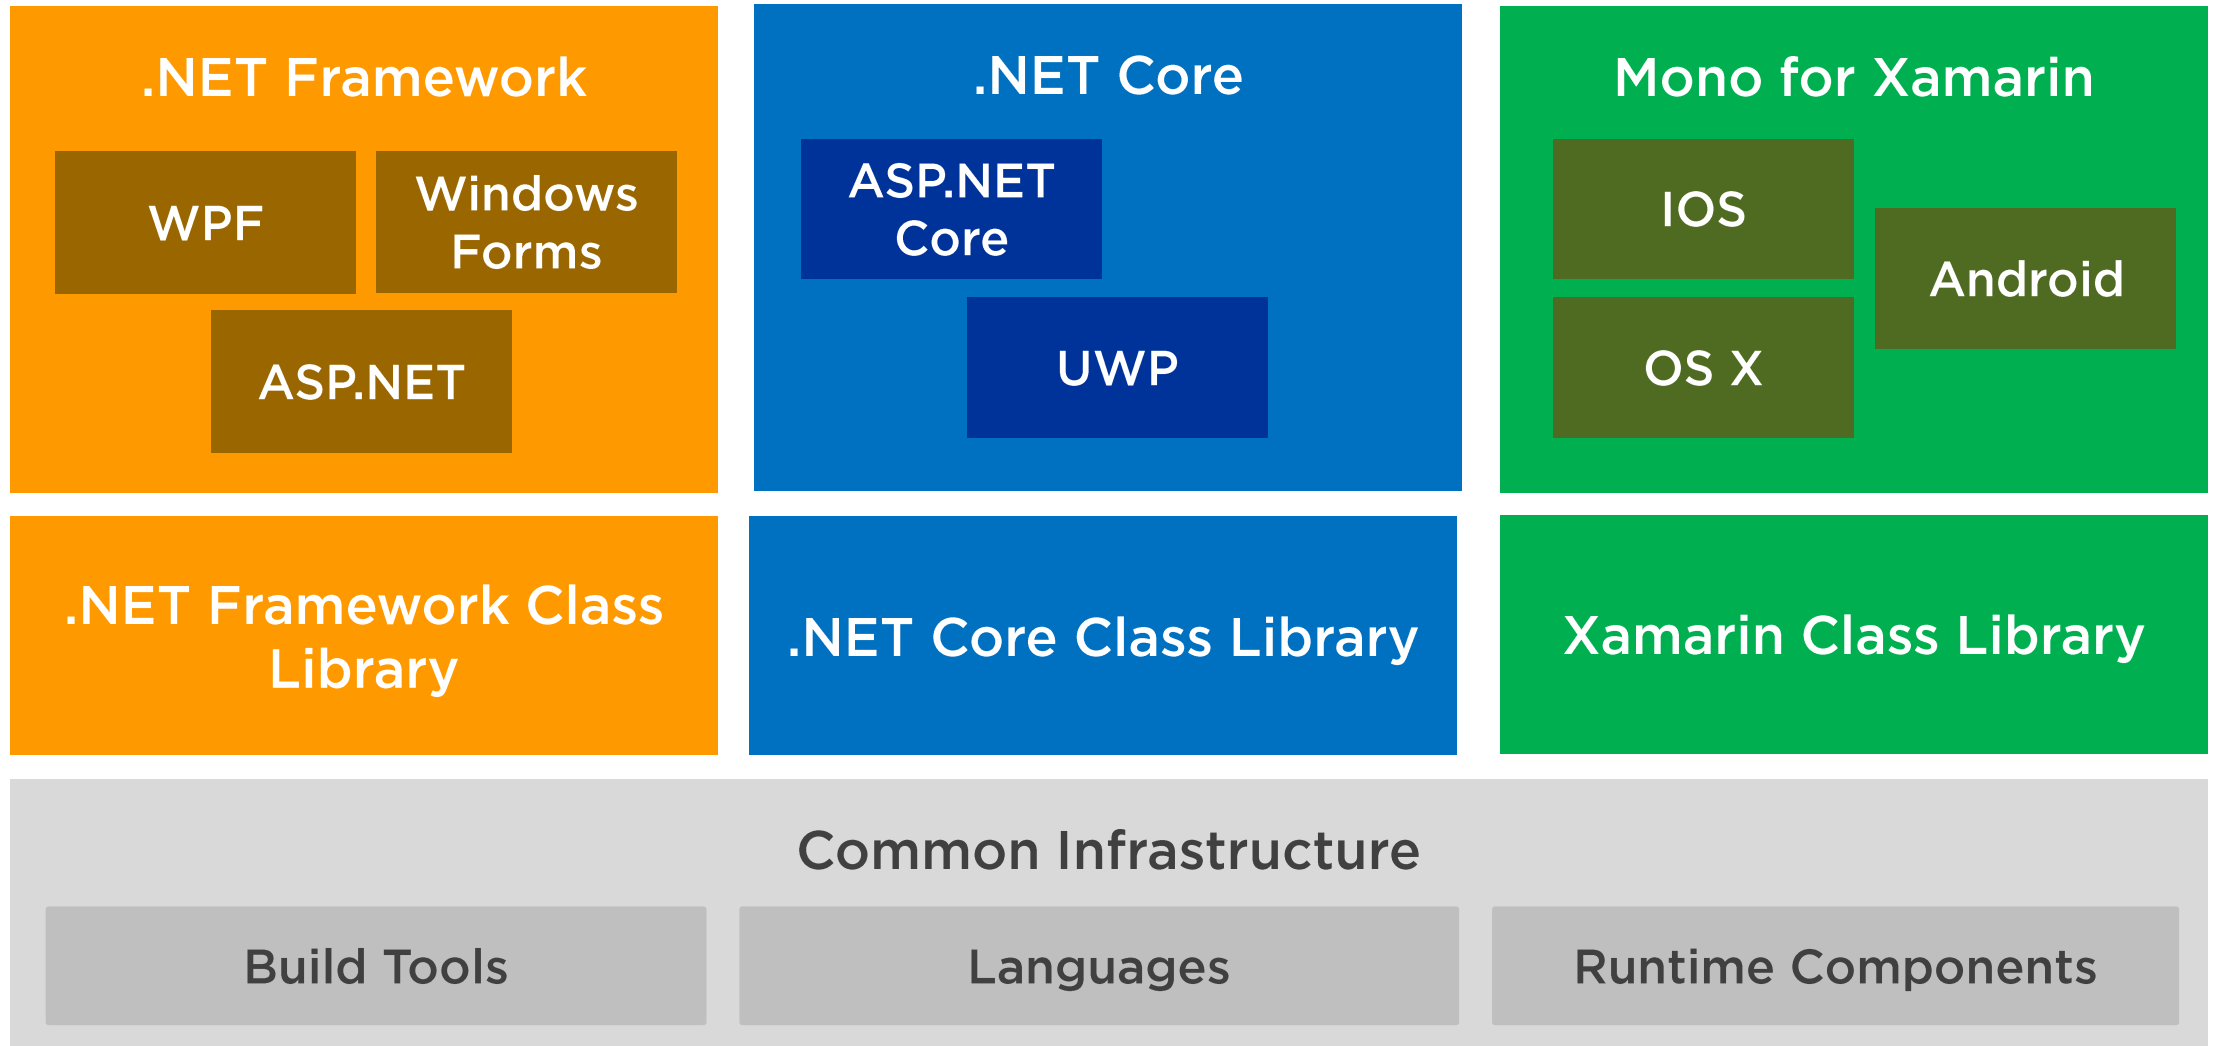 .NET Framework
WPF
Windows
Forms
ASP.NET
.NET Core
ASP.NET
Core
UWP
Mono for Xamarin
IOS
Android
OS X
.NET Framework Class
Library
.NET Core Class Library
Xamarin Class Library
Common Infrastructure
Build Tools
Languages
Runtime Components